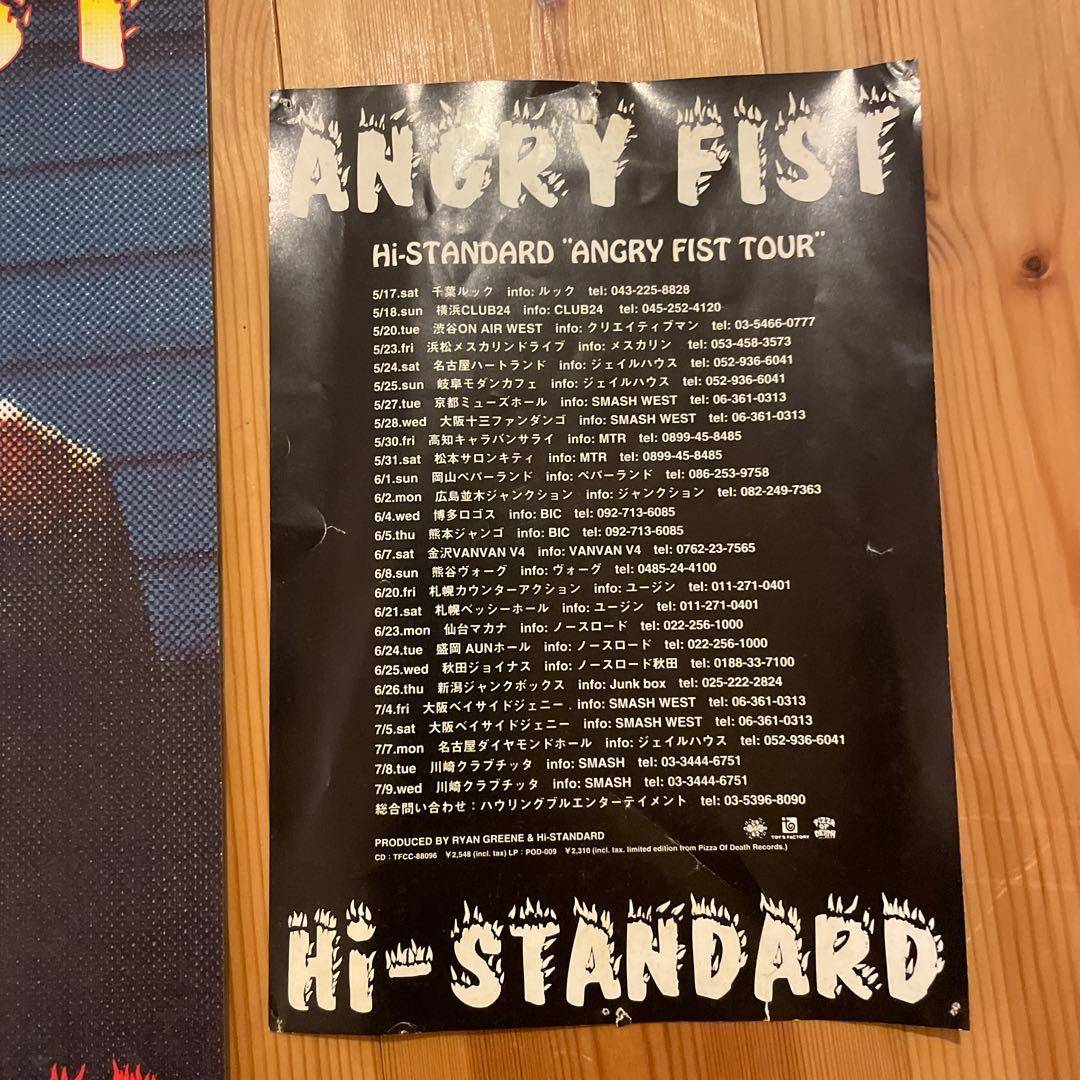 ST
ANGRY FIST
Hi-STANDARD "ANGRY FIST TOUR"
5/17.sat 千葉ルック info: ルック tel: 043-225-8828
5/18.sun 横浜CLUB24 info: CLUB24 tel: 045-252-4120
5/20.tue 渋谷ON AIR WEST info: クリエイティブマン tel: 03-5466-0777
5/23.fri 浜松メスカリンドライブ info: メスカリン tel: 053-458-3573
5/24.sat 名古屋ハートランド info: ジェイルハウス tel: 052-936-6041
5/25.sun 岐阜モダンカフェ info: ジェイルハウス tel: 052-936-6041
5/27.tue 京都ミューズホール info: SMASH WEST tel: 06-361-0313
5/28.wed 大阪十三ファンダンゴ info: SMASH WEST tel: 06-361-0313
5/30.fri 高知キャラバンサライ info: MTR tel: 0899-45-8485
5/31.sat 松本サロンキティ info: MTR tel: 0899-45-8485
6/1.sun 岡山ペパーランド info: ペパーランド tel: 086-253-9758
6/2.mon 広島並木ジャンクション info: ジャンクション tel: 082-249-7363
6/4.wed 博多ロゴス info: BIC tel: 092-713-6085
6/5.thu 熊本ジャンゴ info: BIC tel: 092-713-6085
6/7.sat 金沢VANVAN V4 info: VANVAN V4 tel: 0762-23-7565
6/8.sun 熊谷ヴォーグ info: ヴォーグ tel: 0485-24-4100
6/20.fri 札幌カウンターアクション info: ユージン tel: 011-271-0401
6/21.sat 札幌ベッシーホール info: ユージン tel: 011-271-0401
6/23.mon 仙台マカナ info: ノースロード tel: 022-256-1000
6/24.tue 盛岡 AUNホール info: ノースロード tel: 022-256-1000
6/25.wed 秋田ジョイナス info: ノースロード秋田 tel: 0188-33-7100
6/26.thu 新潟ジャンクボックス info: Junk box tel: 025-222-2824
7/4.fri 大阪ベイサイドジェニー . info: SMASH WEST tel: 06-361-0313
7/5.sat 大阪ベイサイドジェニー info: SMASH WEST tel: 06-361-0313
7/7.mon 名古屋ダイヤモンドホール info: ジェイルハウス tel: 052-936-6041
7/8.tue 川崎クラブチッタ info: SMASH tel: 03-3444-6751
7/9.wed 川崎クラブチッタ info: SMASH tel: 03-3444-6751
総合問い合わせ：ハウリングブルエンターテイメント tel: 03-5396-8090
PRODUCED BY RYAN GREENE & Hi-STANDARD
TOY'S FACTORY
PIZZA OF DEATH
CD : TFCC-88096 ￥2,548 (incl. tax) LP : POD-009 ￥2,310 (incl. tax. limited edition from Pizza Of Death Records.)
Hi-STANDARD